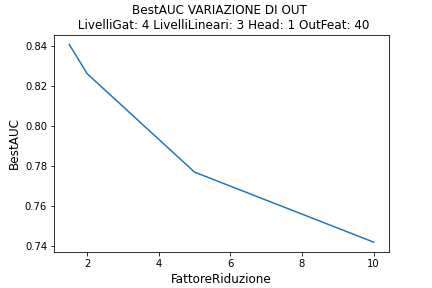 BestAUC VARIAZIONE DI OUT
LivelliGat: 4 LivelliLineari: 3 Head: 1 OutFeat: 40
0.84
0.82
0.80
0.78
0.76
0.74
BestAUC
2
4
6
8
10
FattoreRiduzione